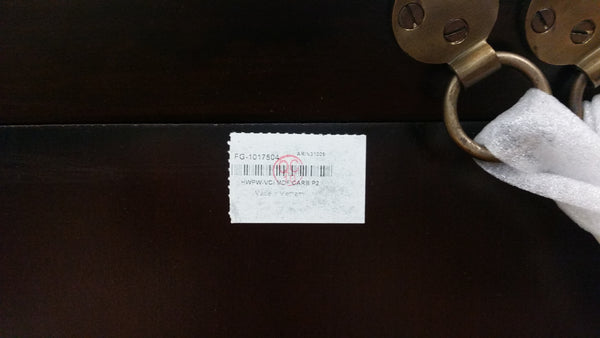 FG-1017504
HWPW-VC/ MDF CARB P2
Made in Vietnam